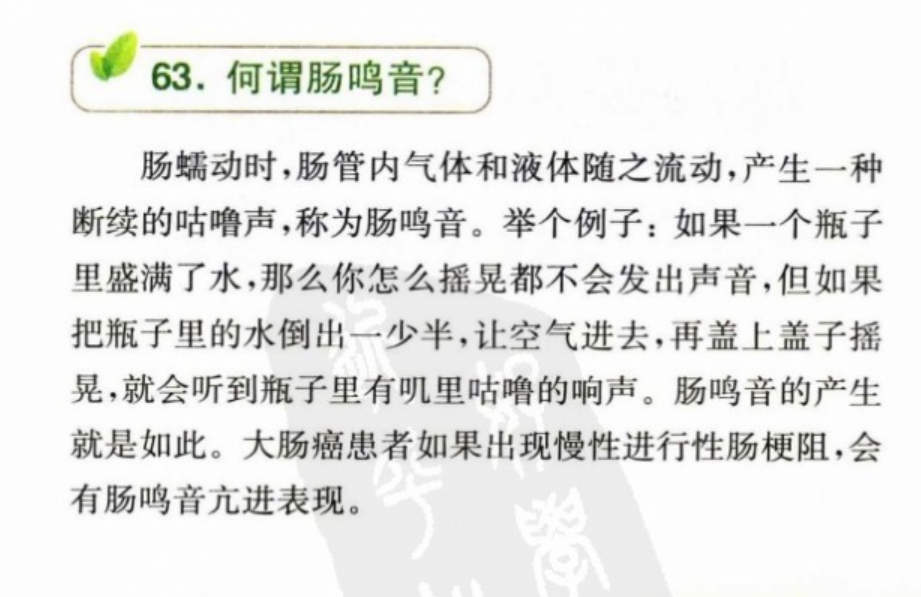 63. 何谓肠鸣音?
肠蠕动时,肠管内气体和液体随之流动,产生一种
断续的咕噜声,称为肠鸣音。举个例子：如果一个瓶子
里盛满了水,那么你怎么摇晃都不会发出声音,但如果
把瓶子里的水倒出一少半,让空气进去,再盖上盖子摇
晃,就会听到瓶子里有叽里咕噜的响声。肠鸣音的产生
就是如此。大肠癌患者如果出现慢性进行性肠梗阻,会
有肠鸣音亢进表现。